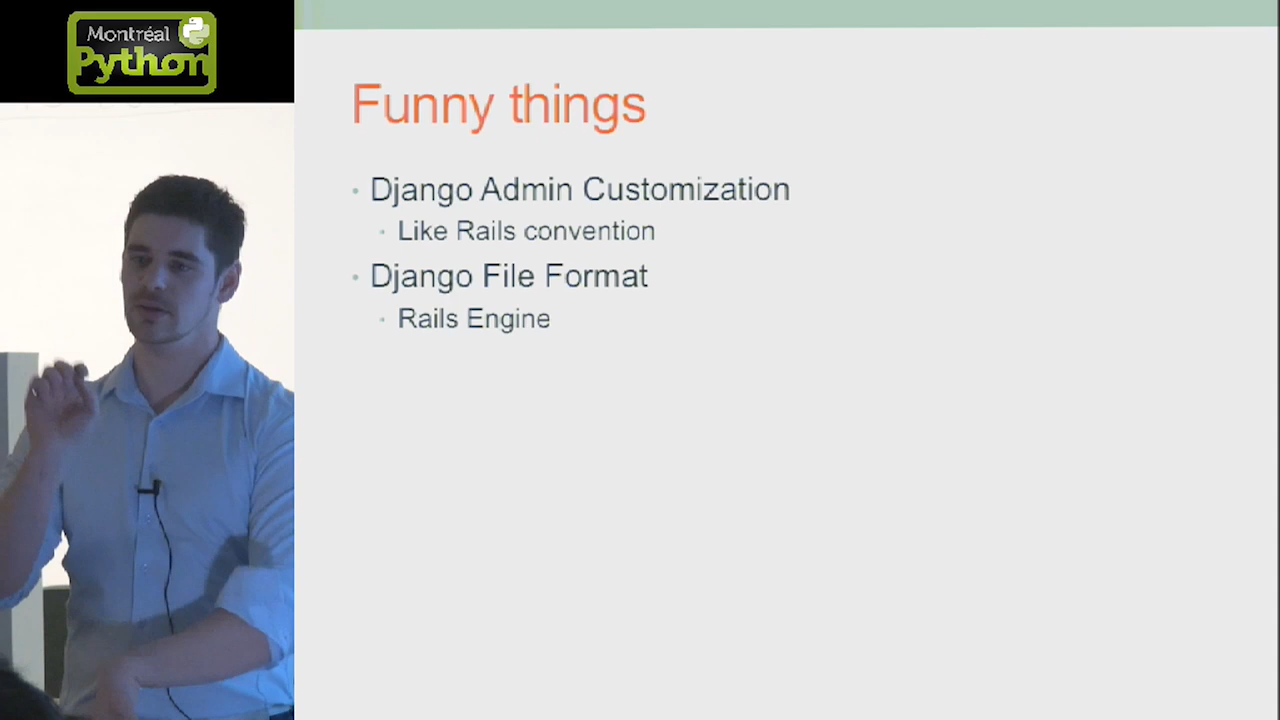 Montréal
Python
Funny things
Django Admin Customization
Like Rails convention
Django File Format
Rails Engine